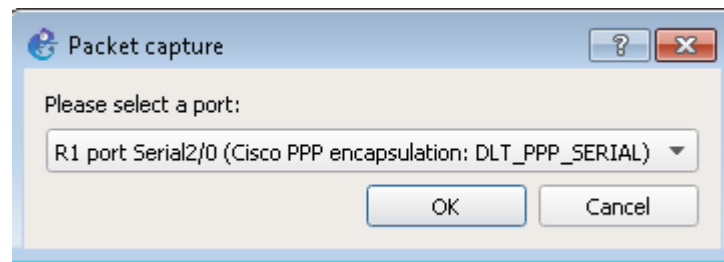 Packet capture
Please select a port:
R1 port Serial2/0 (Cisco PPP encapsulation: DLT_PPP_SERIAL)
OK Cancel